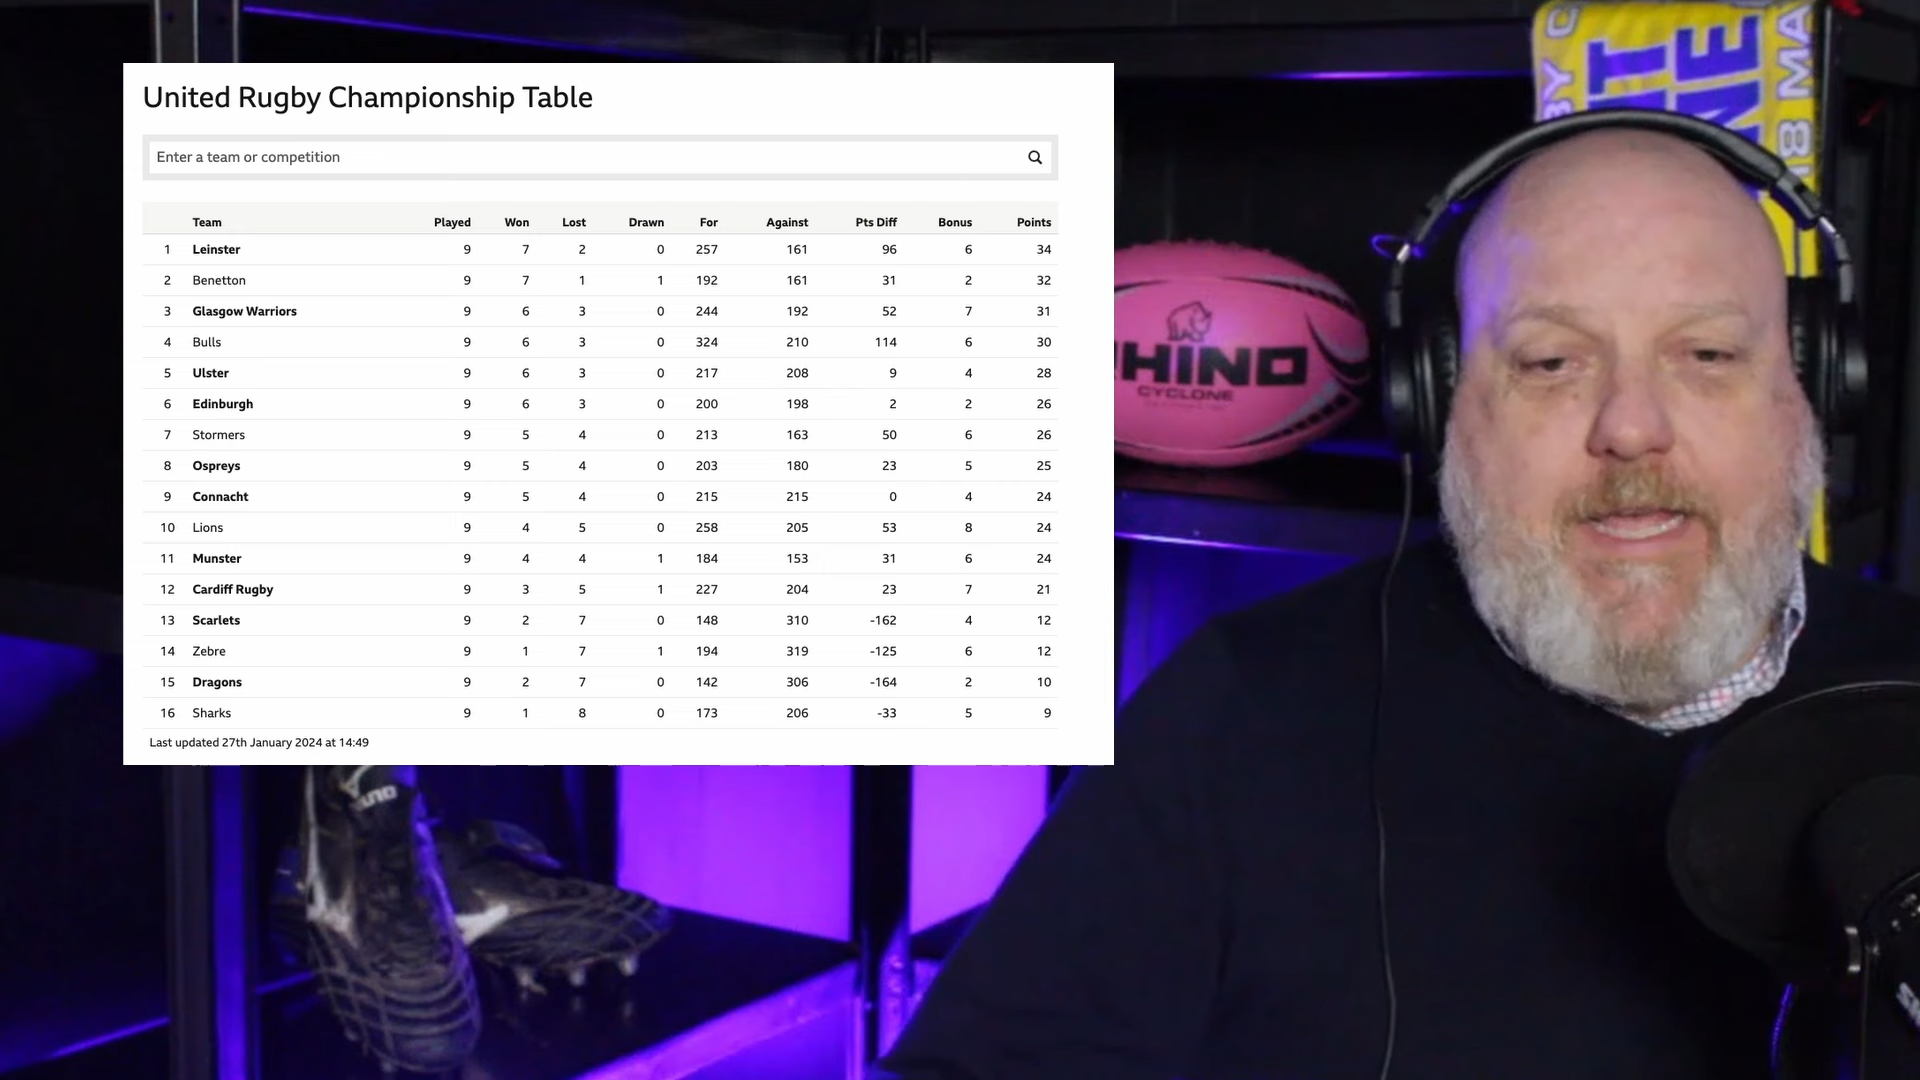 United Rugby Championship Table
Enter a team or competition
Team Played Won Lost Drawn For Against Pts Diff Bonus Points
1 Leinster 9 7 2 0 257 161 96 6 34
2 Benetton 9 7 1 1 192 161 31 2 32
3 Glasgow Warriors 9 6 3 0 244 192 52 7 31
4 Bulls 9 6 3 0 324 210 114 6 30
5 Ulster 9 6 3 0 217 208 9 4 28
6 Edinburgh 9 6 3 0 200 198 2 2 26
7 Stormers 9 5 4 0 213 163 50 6 26
8 Ospreys 9 5 4 0 203 180 23 5 25
9 Connacht 9 5 4 0 215 215 0 4 24
10 Lions 9 4 5 0 258 205 53 8 24
11 Munster 9 4 4 1 184 153 31 6 24
12 Cardiff Rugby 9 3 5 1 227 204 23 7 21
13 Scarlets 9 2 7 0 148 310 -162 4 12
14 Zebre 9 1 7 1 194 319 -125 6 12
15 Dragons 9 2 7 0 142 306 -164 2 10
16 Sharks 9 1 8 0 173 206 -33 5 9
Last updated 27th January 2024 at 14:49
HINO
CYCLONE
18 MA